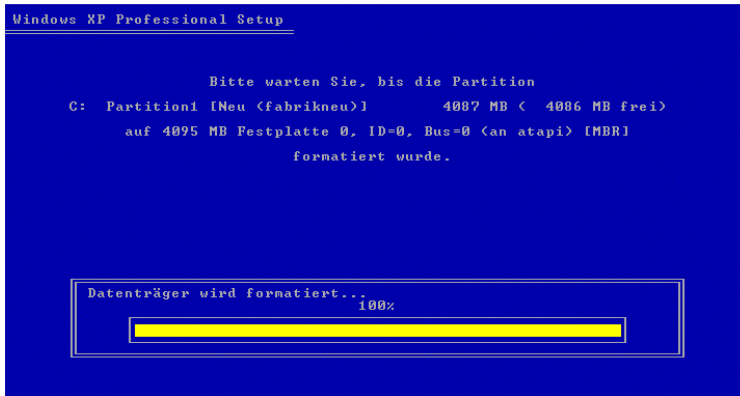 Windows XP Professional Setup
Bitte warten Sie, bis die Partition
C: Partition1 [Neu (fabrikneu)] 4087 MB ( 4086 MB frei)
auf 4095 MB Festplatte 0, ID=0, Bus=0 (an atapi) [MBR]
formatiert wurde.
Datenträger wird formatiert...
100%